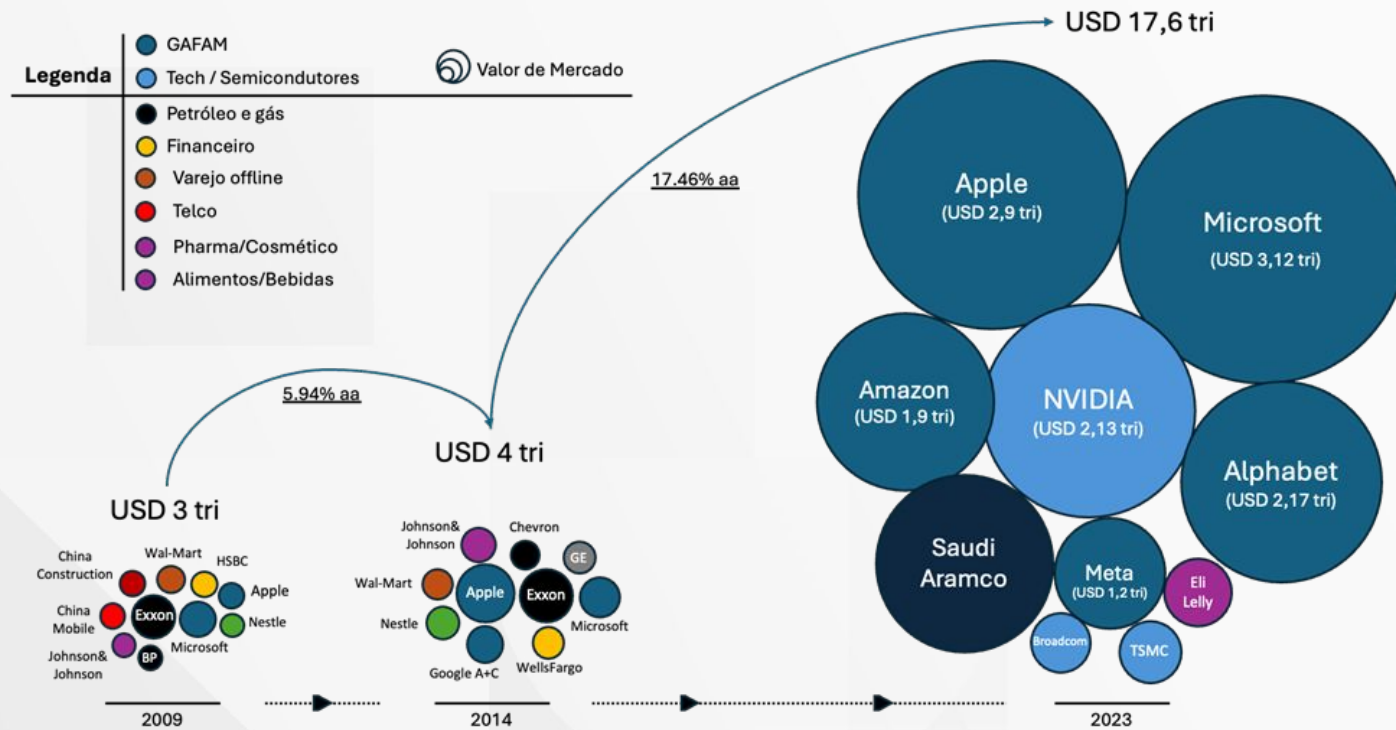 USD 17,6 tri
GAFAM
Legenda
Tech / Semicondutores
Valor de Mercado
Petróleo e gás
Financeiro
Varejo offline
Telco
Pharma/Cosmético
Alimentos/Bebidas
17.46% aa
5.94% aa
Apple
(USD 2,9 tri)
Microsoft
(USD 3,12 tri)
Amazon
(USD 1,9 tri)
NVIDIA
(USD 2,13 tri)
Alphabet
(USD 2,17 tri)
Saudi
Aramco
Meta
(USD 1,2 tri)
Eli
Lelly
Broadcom
TSMC
USD 4 tri
Johnson&
Johnson
Chevron
GE
Wal-Mart
Apple
Exxon
Nestle
Microsoft
Google A+C
WellsFargo
USD 3 tri
China
Construction
Wal-Mart
HSBC
Apple
China
Mobile
Exxon
Nestle
Microsoft
Johnson&
Johnson
BP
2009
2014
2023